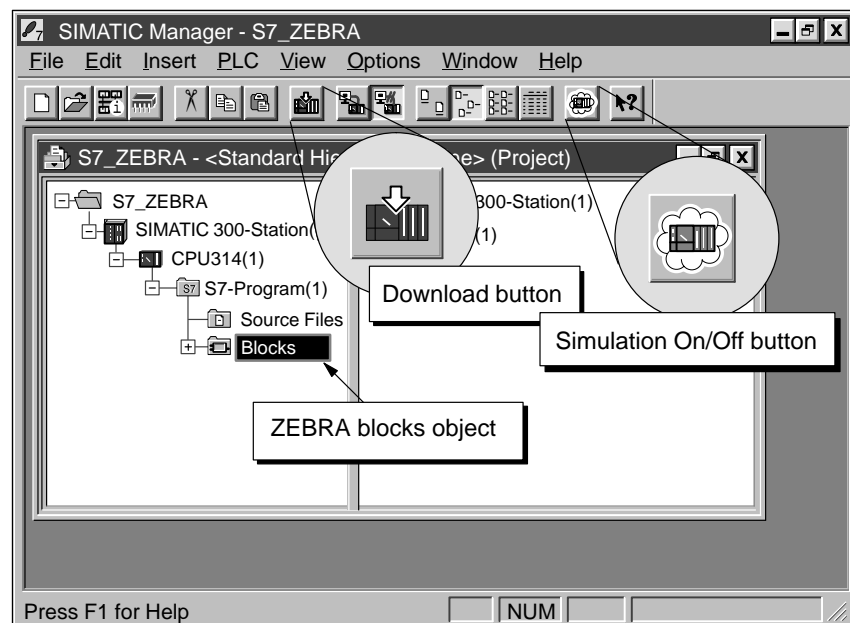 SIMATIC Manager - S7_ZEBRA
File Edit Insert PLC View Options Window Help
S7_ZEBRA - <Standard Hie
e> (Project)
S7_ZEBRA
300-Station(1)
SIMATIC 300-Station(
(1)
CPU314(1)
S7 S7-Program(1)
Download button
Source Files
Simulation On/Off button
Blocks
ZEBRA blocks object
Press F1 for Help
NUM